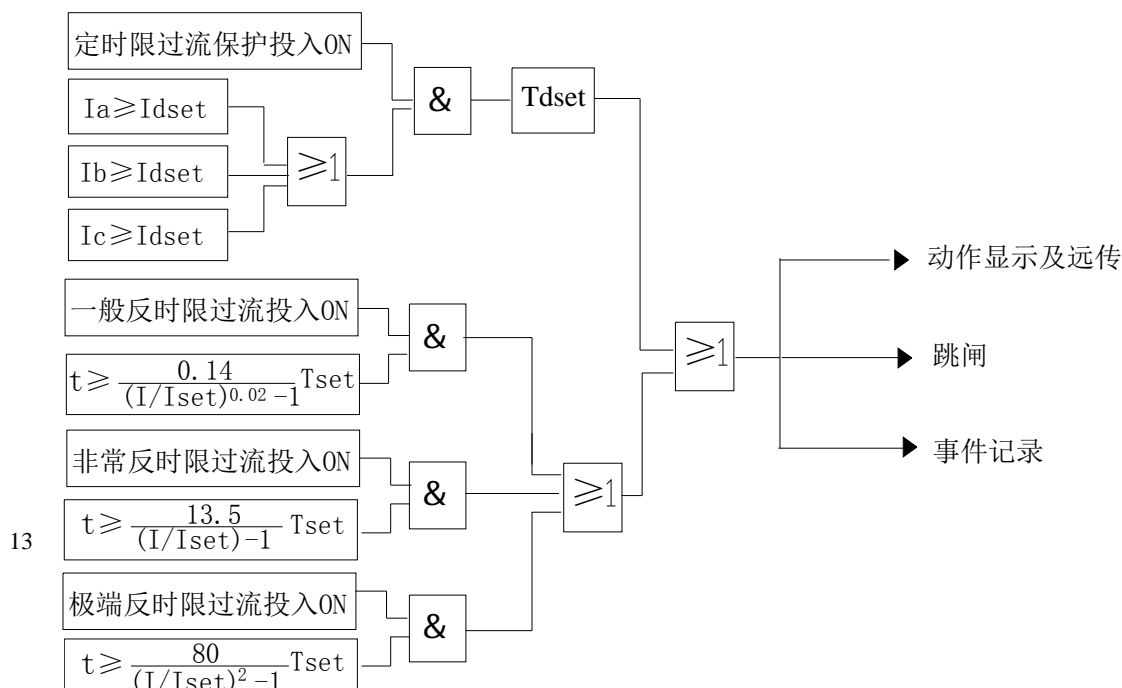 定时限过流保护投入ON
Ia≥Idset
Ib≥Idset
Ic≥Idset
≥1
&
Tdset
一般反时限过流投入ON
t≥ 0.14/((I/Iset)^0.02 -1) Tset
&
非常反时限过流投入ON
t≥ 13.5/((I/Iset)-1) Tset
&
极端反时限过流投入ON
t≥ 80/((I/Iset)^2 -1) Tset
&
≥1
≥1
动作显示及远传
跳闸
事件记录
13